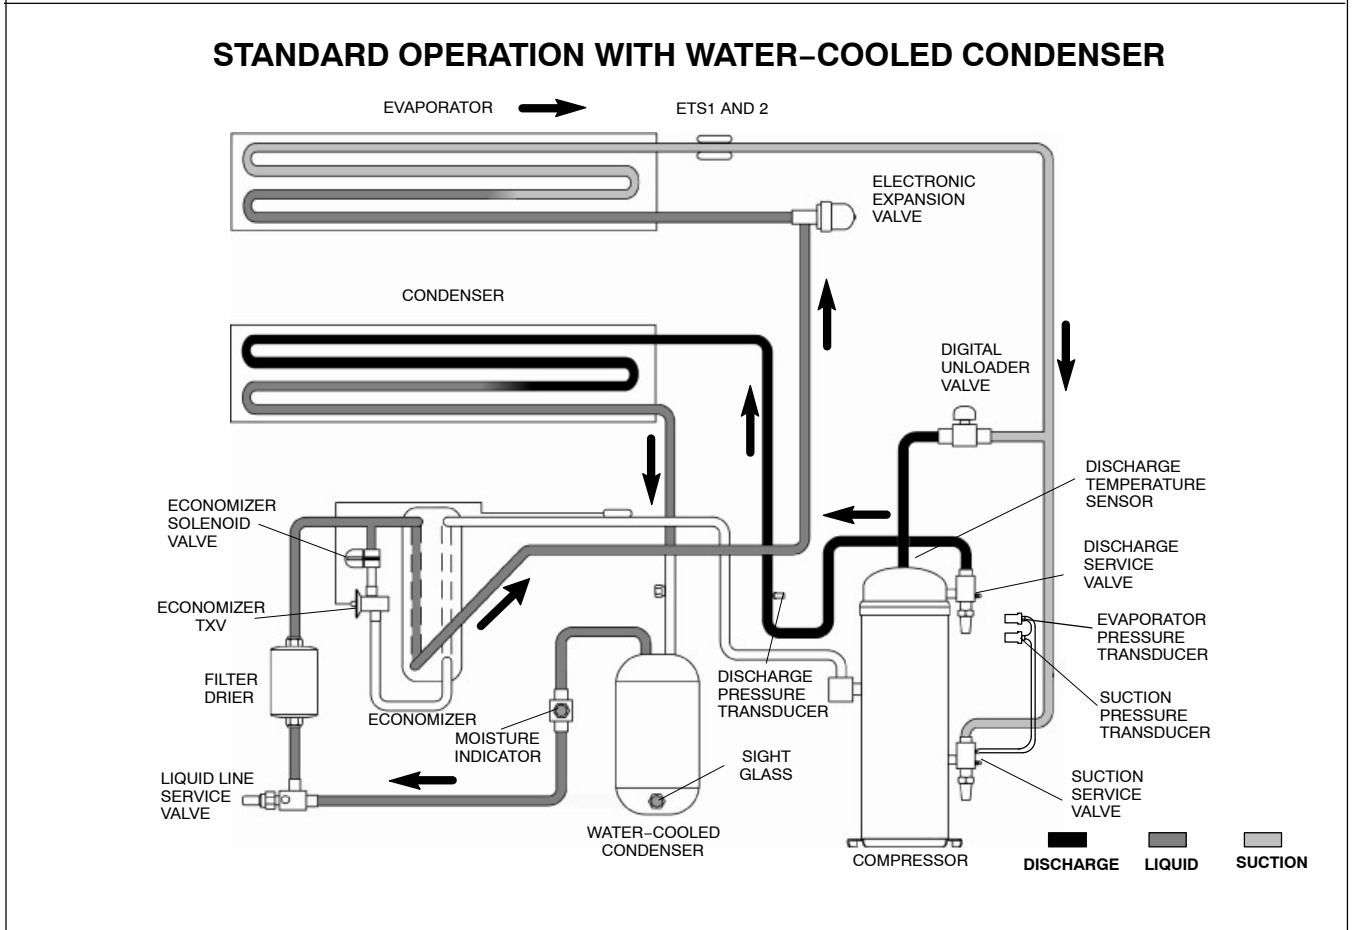 STANDARD OPERATION WITH WATER−COOLED CONDENSER
EVAPORATOR
ETS1 AND 2
ELECTRONIC
EXPANSION
VALVE
CONDENSER
DIGITAL
UNLOADER
VALVE
DISCHARGE
TEMPERATURE
SENSOR
ECONOMIZER
SOLENOID
VALVE
DISCHARGE
SERVICE
VALVE
ECONOMIZER
TXV
EVAPORATOR
PRESSURE
TRANSDUCER
FILTER
DRIER
DISCHARGE
PRESSURE
TRANSDUCER
SUCTION
PRESSURE
TRANSDUCER
ECONOMIZER
MOISTURE
INDICATOR
SIGHT
GLASS
LIQUID LINE
SERVICE
VALVE
SUCTION
SERVICE
VALVE
WATER−COOLED
CONDENSER
COMPRESSOR
DISCHARGE
LIQUID
SUCTION